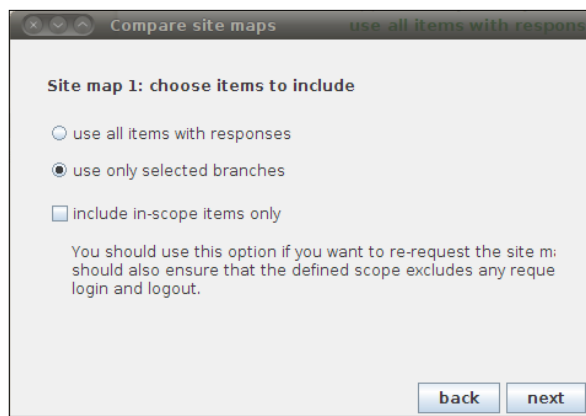 Compare site maps
use all items with respons
Site map 1: choose items to include
use all items with responses
use only selected branches
include in-scope items only
You should use this option if you want to re-request the site
should also ensure that the defined scope excludes any reque
login and logout.
back
next